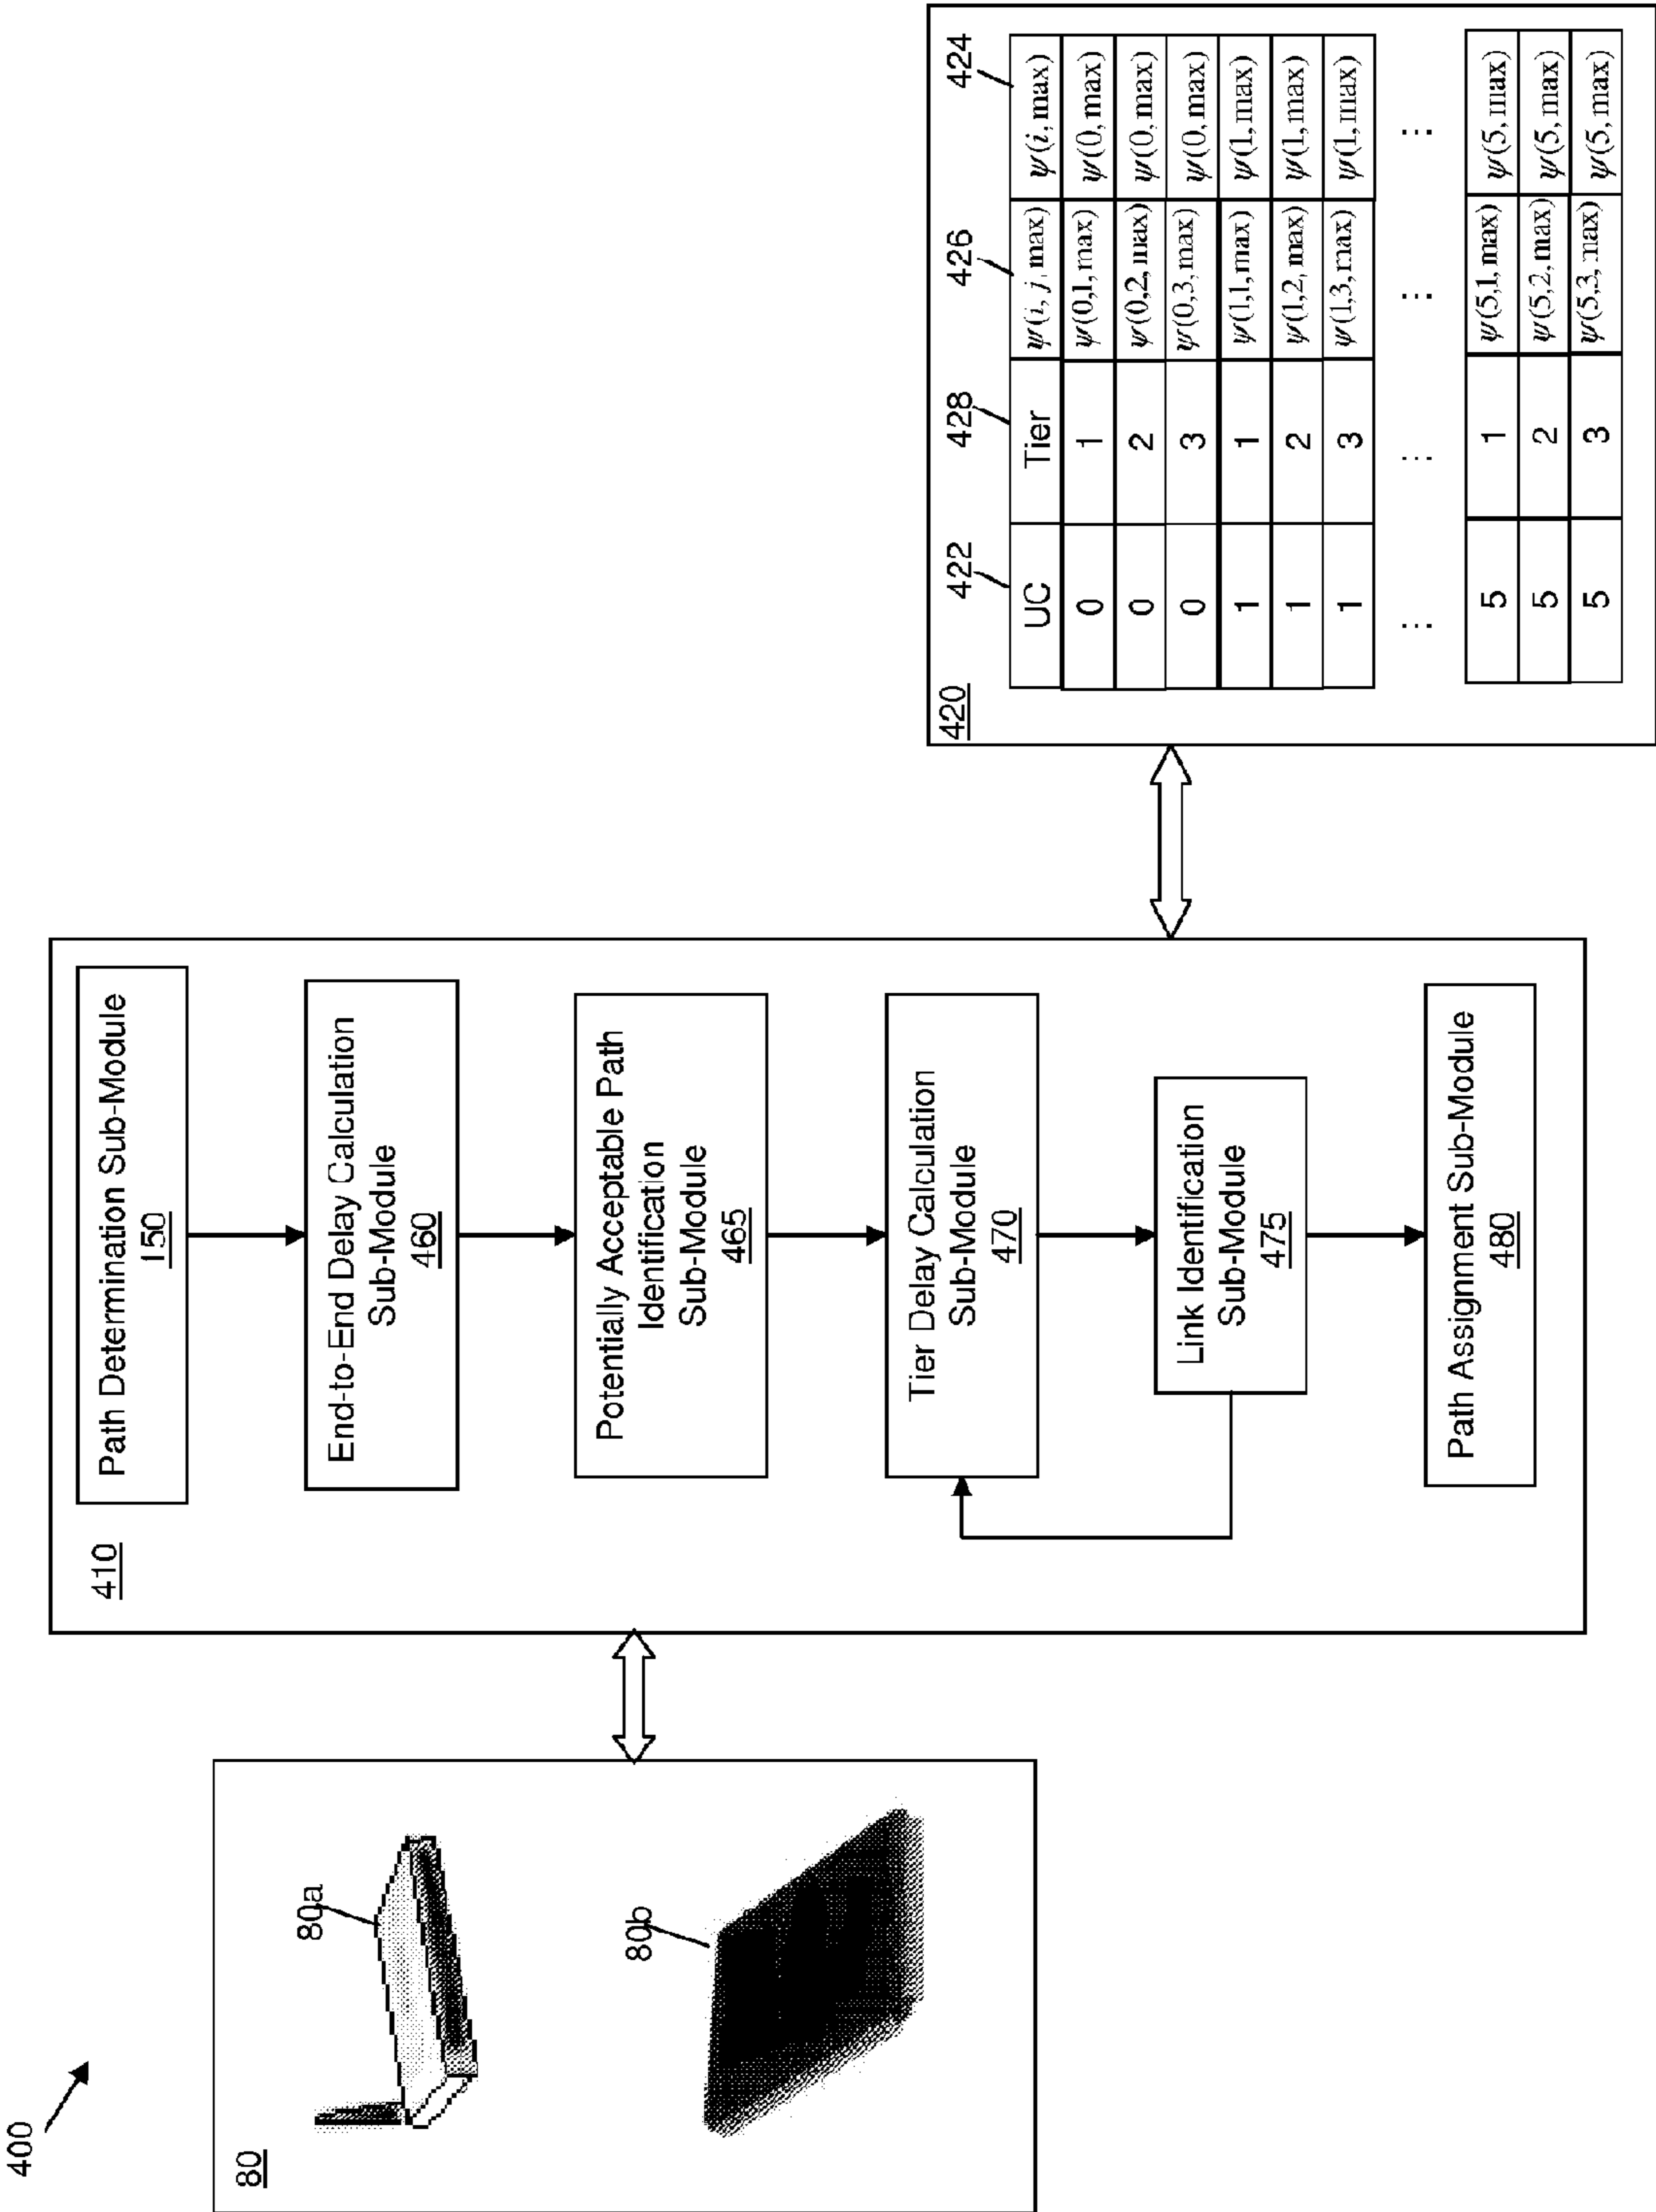 400
80
80a
80b
410
Path Determination Sub-Module
150
End-to-End Delay Calculation
Sub-Module
460
Potentially Acceptable Path
Identification
Sub-Module
465
Tier Delay Calculation
Sub-Module
470
Link Identification
Sub-Module
475
Path Assignment Sub-Module
480
420
422 428 426 424
UC Tier ψ(i, j, max) ψ(i, max)
0 1 ψ(0,1,max) ψ(0,max)
0 2 ψ(0,2,max) ψ(0,max)
0 3 ψ(0,3,max) ψ(0,max)
1 1 ψ(1,1,max) ψ(1,max)
1 2 ψ(1,2,max) ψ(1,max)
1 3 ψ(1,3,max) ψ(1,max)
... ... ... ...
5 1 ψ(5,1,max) ψ(5,max)
5 2 ψ(5,2,max) ψ(5,max)
5 3 ψ(5,3,max) ψ(5,max)